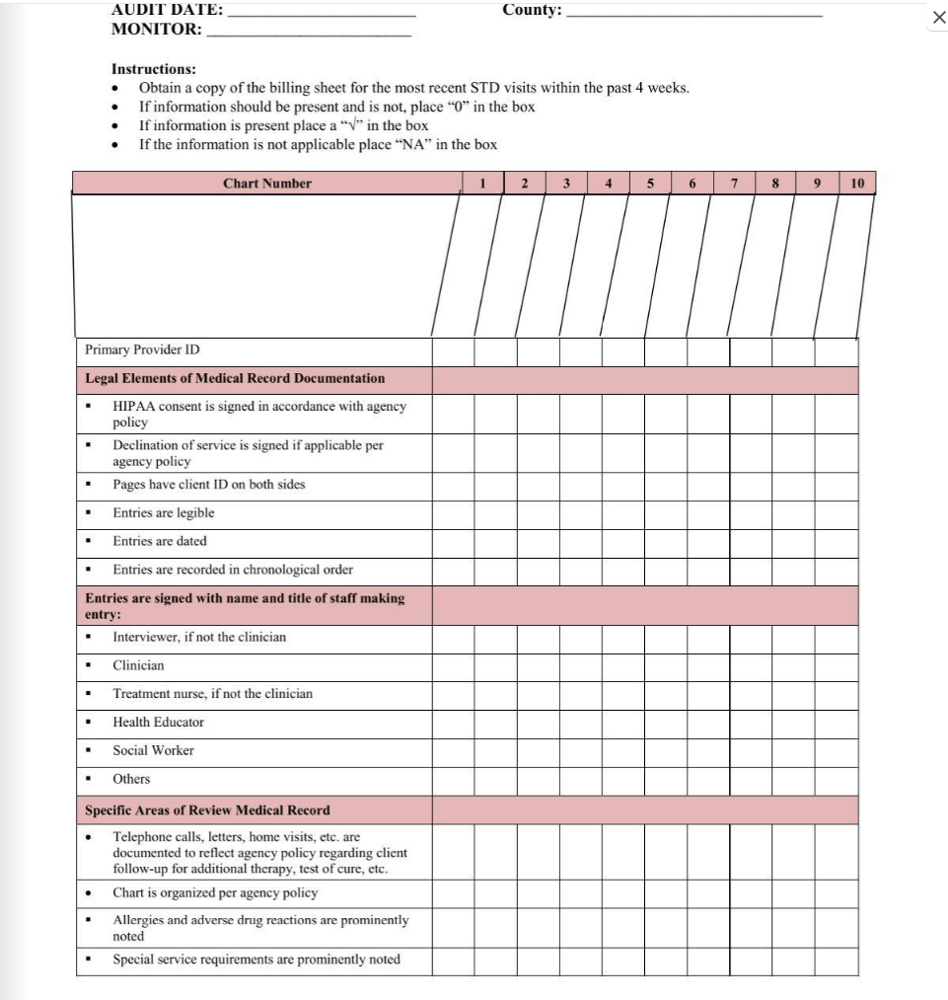 AUDIT DATE: ____________________________ County: ______________________________________
MONITOR: ______________________________
Instructions:
• Obtain a copy of the billing sheet for the most recent STD visits within the past 4 weeks.
• If information should be present and is not, place “0” in the box
• If information is present place a “√” in the box
• If the information is not applicable place “NA” in the box
Chart Number 1 2 3 4 5 6 7 8 9 10
Primary Provider ID
Legal Elements of Medical Record Documentation
▪ HIPAA consent is signed in accordance with agency
policy
▪ Declination of service is signed if applicable per
agency policy
▪ Pages have client ID on both sides
▪ Entries are legible
▪ Entries are dated
▪ Entries are recorded in chronological order
Entries are signed with name and title of staff making
entry:
▪ Interviewer, if not the clinician
▪ Clinician
▪ Treatment nurse, if not the clinician
▪ Health Educator
▪ Social Worker
▪ Others
Specific Areas of Review Medical Record
• Telephone calls, letters, home visits, etc. are
documented to reflect agency policy regarding client
follow-up for additional therapy, test of cure, etc.
• Chart is organized per agency policy
▪ Allergies and adverse drug reactions are prominently
noted
▪ Special service requirements are prominently noted